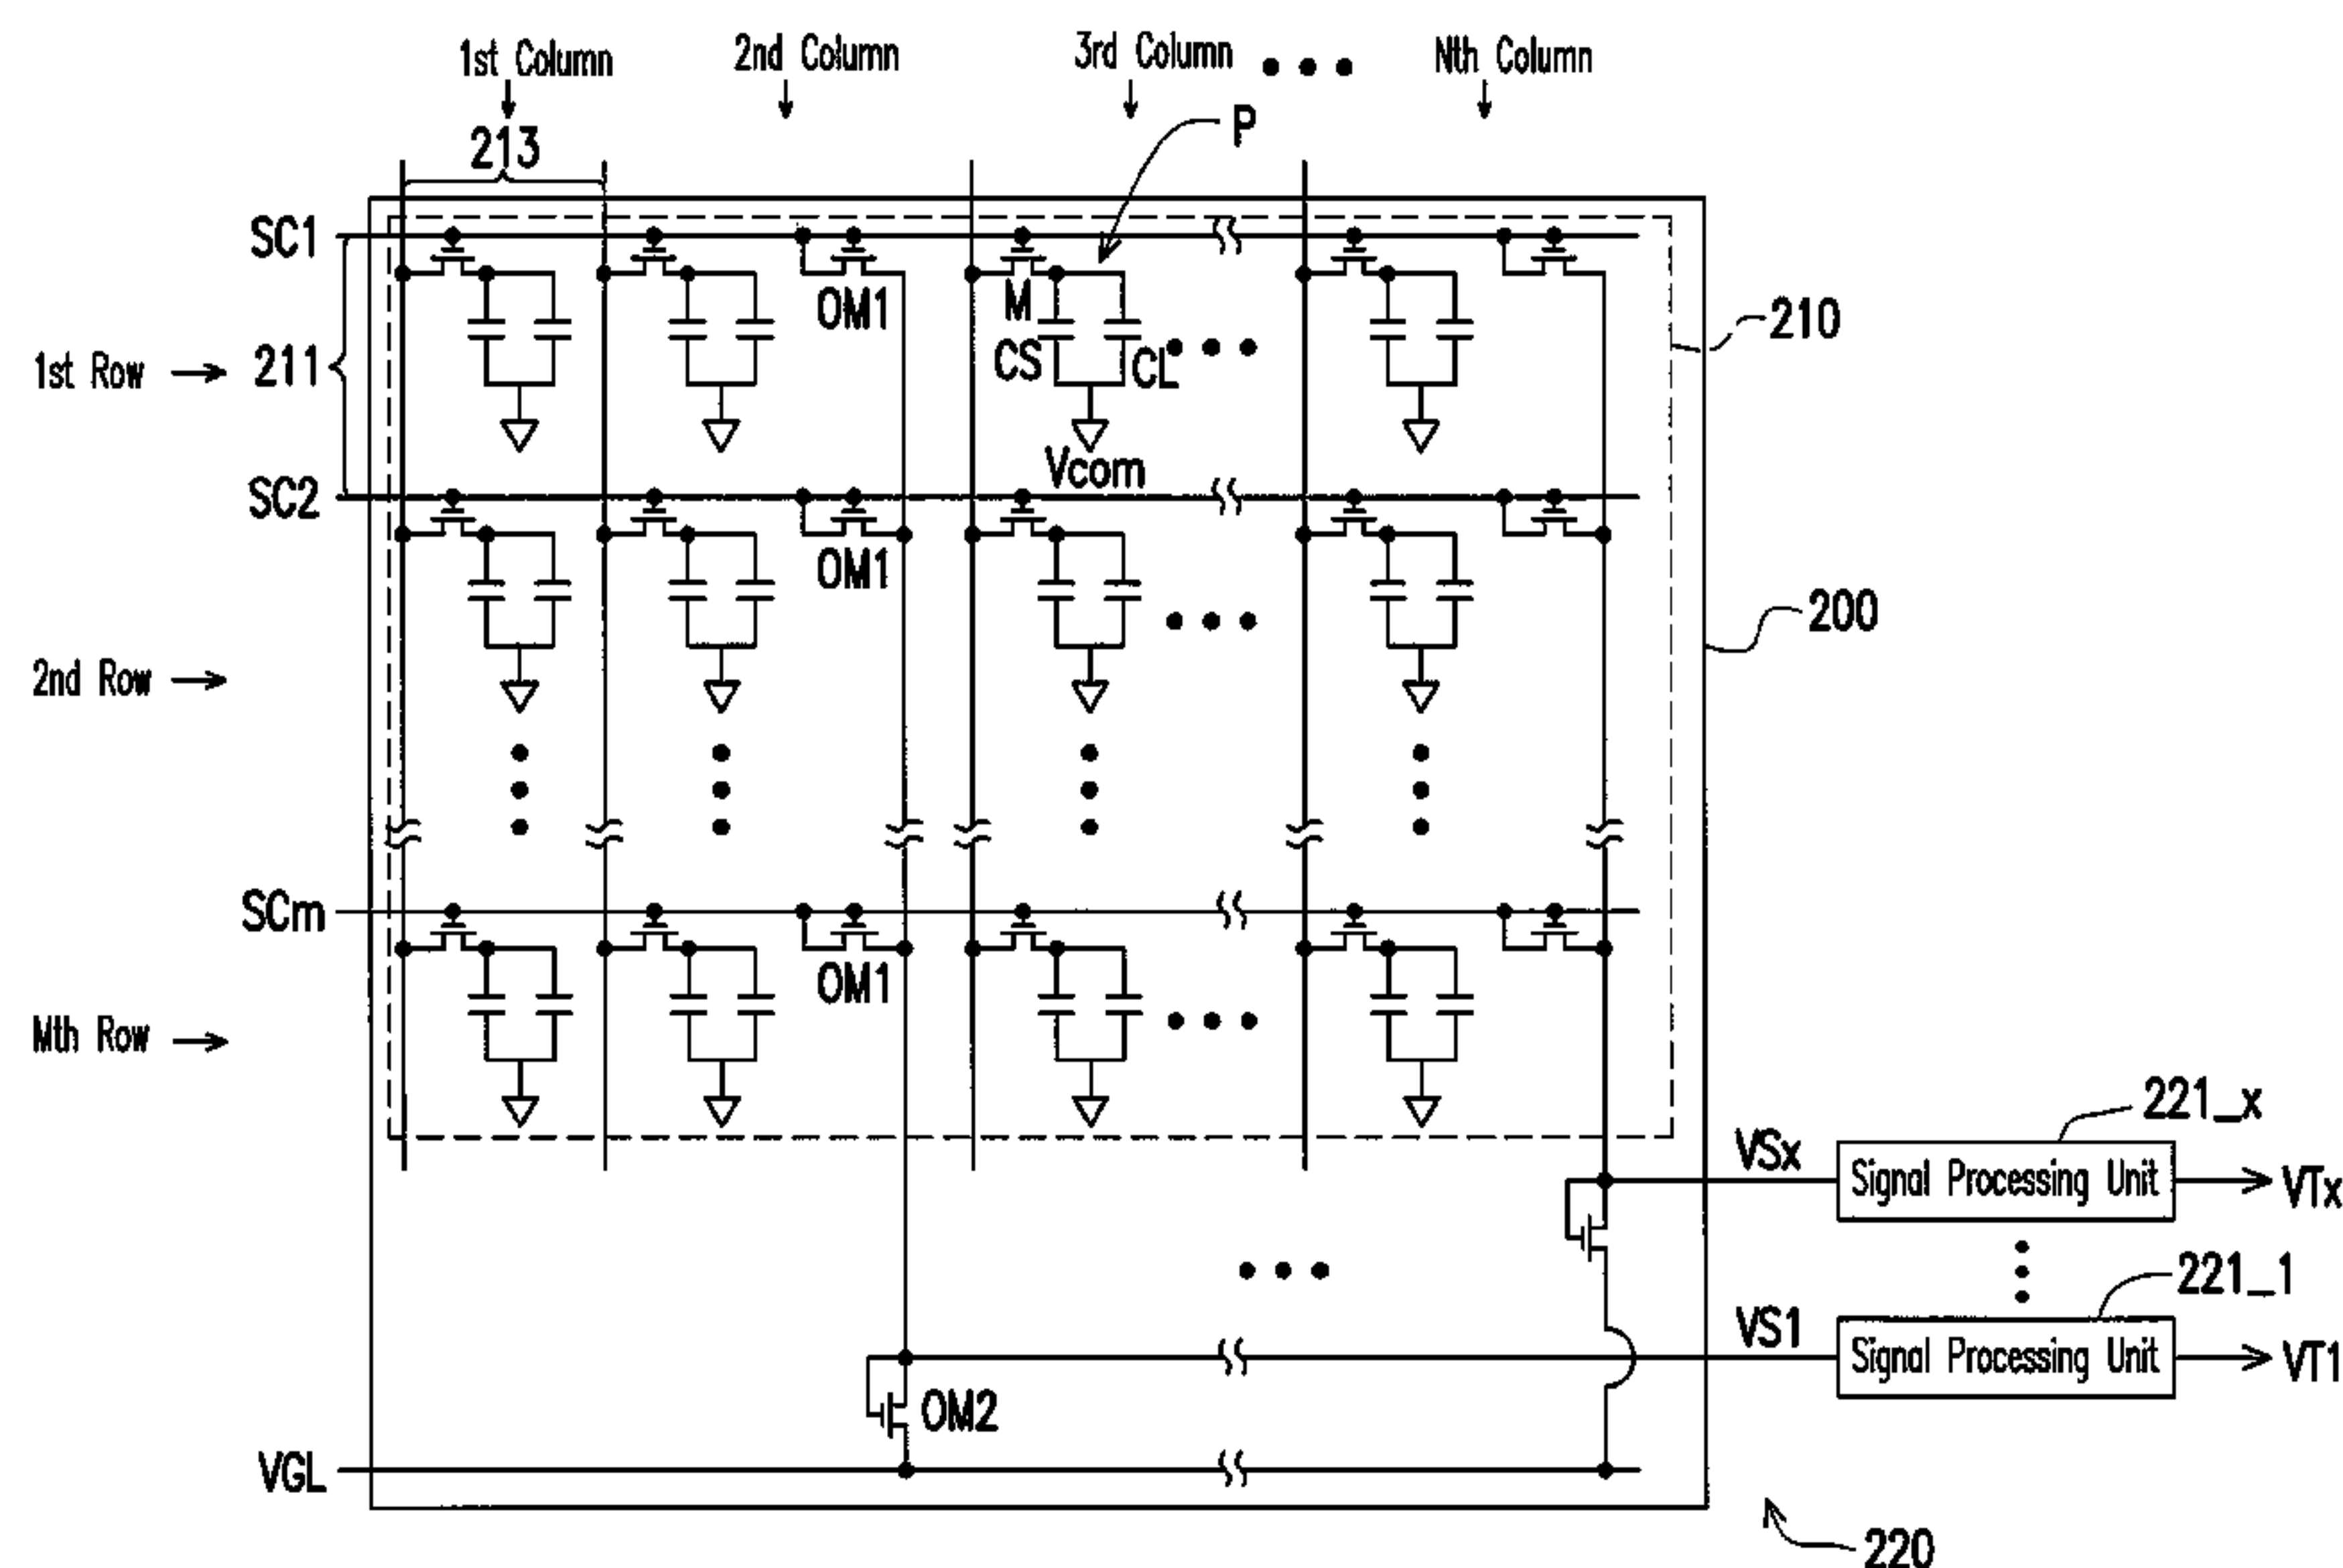 1st Column
2nd Column
3rd Column
Nth Column
213
P
SC1
OM1
M
210
1st Row
211
CS
CL
Vcom
SC2
OM1
200
2nd Row
SCm
OM1
Mth Row
221_x
VSx
Signal Processing Unit
VTx
221_1
VS1
Signal Processing Unit
VT1
OM2
VGL
220